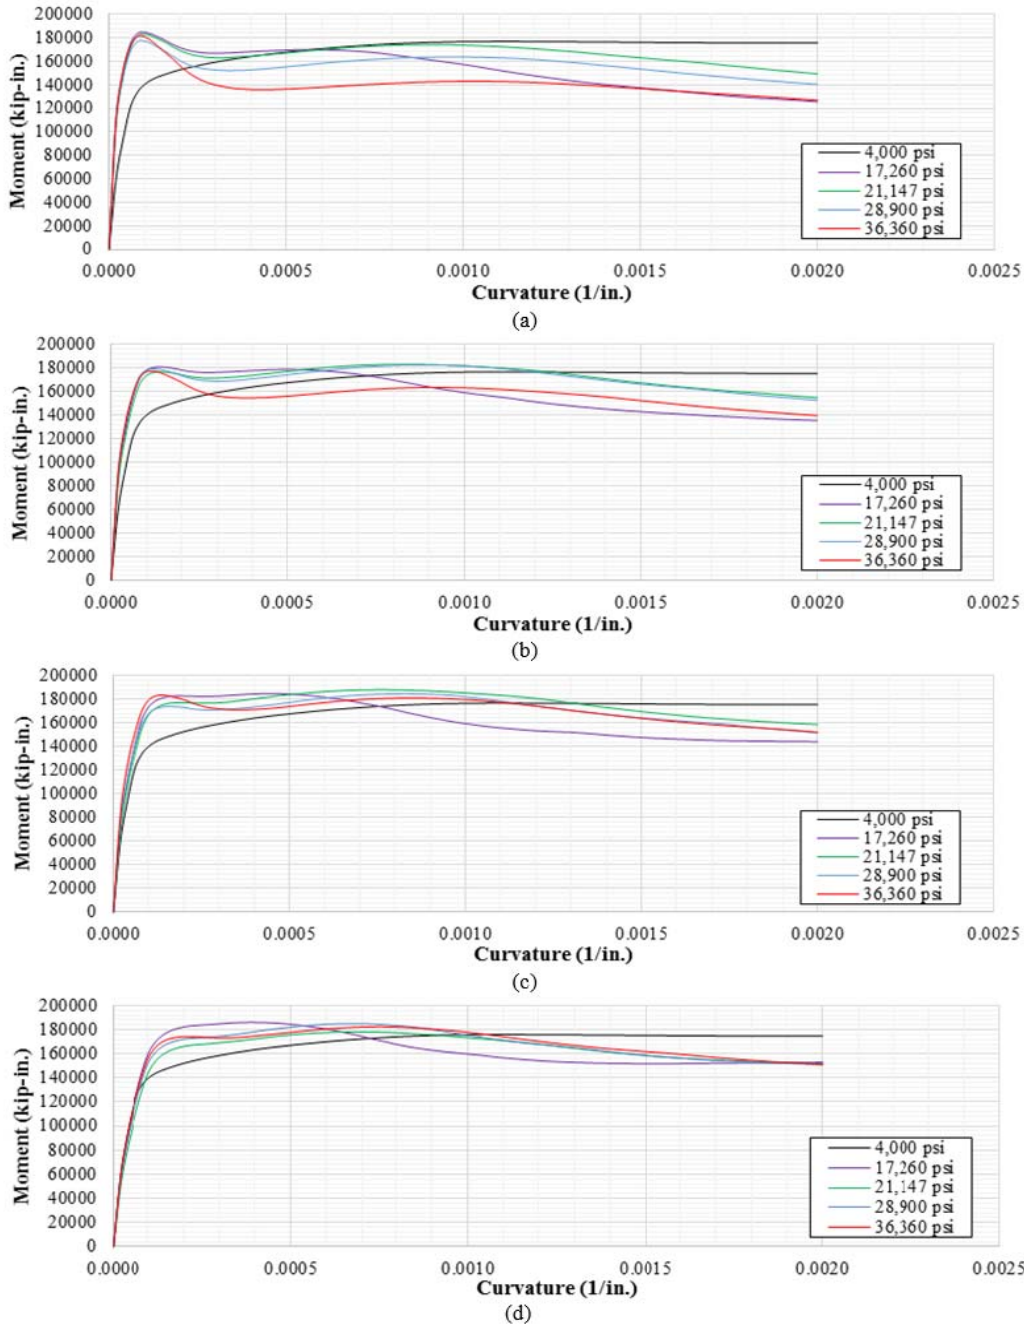 200000
180000
160000
140000
120000
100000
80000
60000
40000
20000
0
Moment (kip-in.)
4,000 psi
17,260 psi
21,147 psi
28,900 psi
36,360 psi
0.0000 0.0005 0.0010 0.0015 0.0020 0.0025
Curvature (1/in.)
(a)
200000
180000
160000
140000
120000
100000
80000
60000
40000
20000
0
Moment (kip-in.)
4,000 psi
17,260 psi
21,147 psi
28,900 psi
36,360 psi
0.0000 0.0005 0.0010 0.0015 0.0020 0.0025
Curvature (1/in.)
(b)
200000
180000
160000
140000
120000
100000
80000
60000
40000
20000
0
Moment (kip-in.)
4,000 psi
17,260 psi
21,147 psi
28,900 psi
36,360 psi
0.0000 0.0005 0.0010 0.0015 0.0020 0.0025
Curvature (1/in.)
(c)
200000
180000
160000
140000
120000
100000
80000
60000
40000
20000
0
Moment (kip-in.)
4,000 psi
17,260 psi
21,147 psi
28,900 psi
36,360 psi
0.0000 0.0005 0.0010 0.0015 0.0020 0.0025
Curvature (1/in.)
(d)